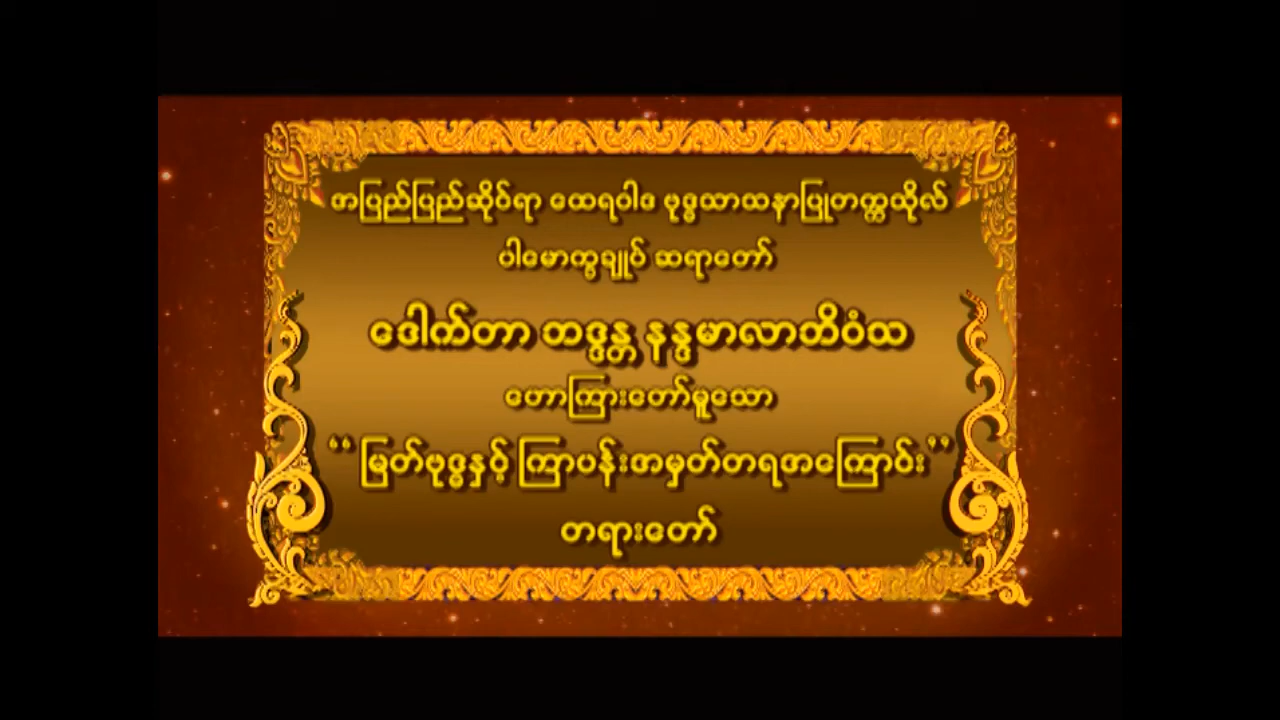 အပြည်ပြည်ဆိုင်ရာ ထေရဝါဒ ဗုဒ္ဓသာသနာပြုတက္ကသိုလ်
ပါမောက္ခချုပ် ဆရာတော်
ဒေါက်တာ ဘဒ္ဒန္တ နန္ဒမာလာဘိဝံသ
ဟောကြားတော်မူသော
“မြတ်ဗုဒ္ဓနှင့် ကြာပန်းအမှတ်တရအကြောင်း”
တရားတော်